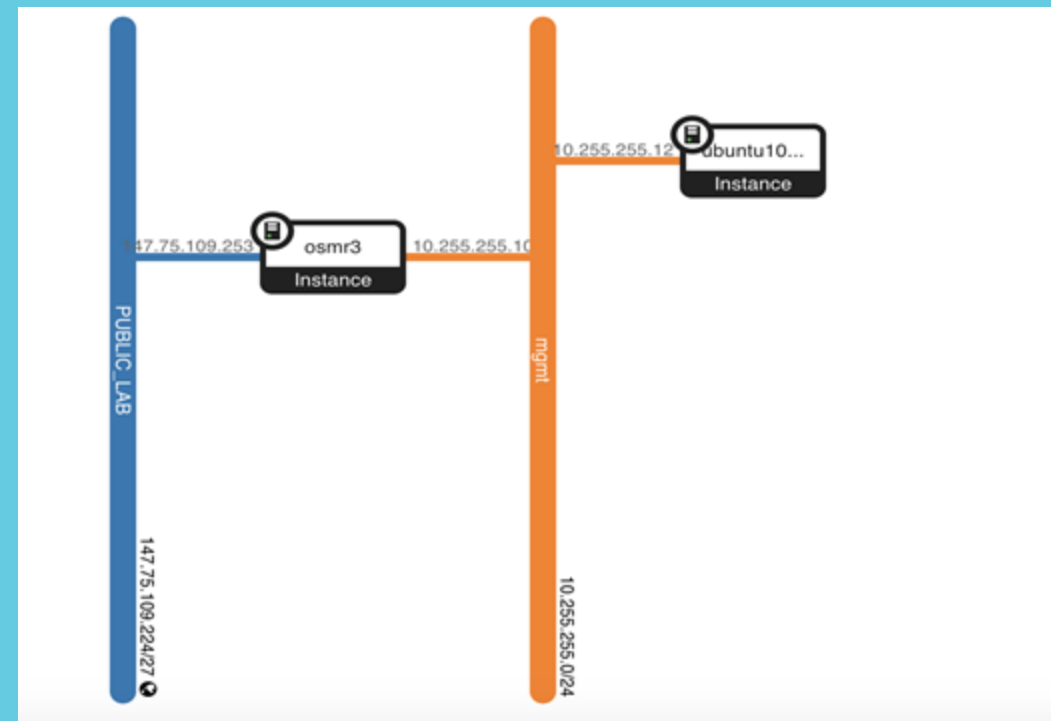 10.255.255.12
ubuntu10...
Instance
147.75.109.253
osmr3
10.255.255.10
Instance
PUBLIC_LAB
mgmt
147.75.109.224/27
10.255.255.0/24